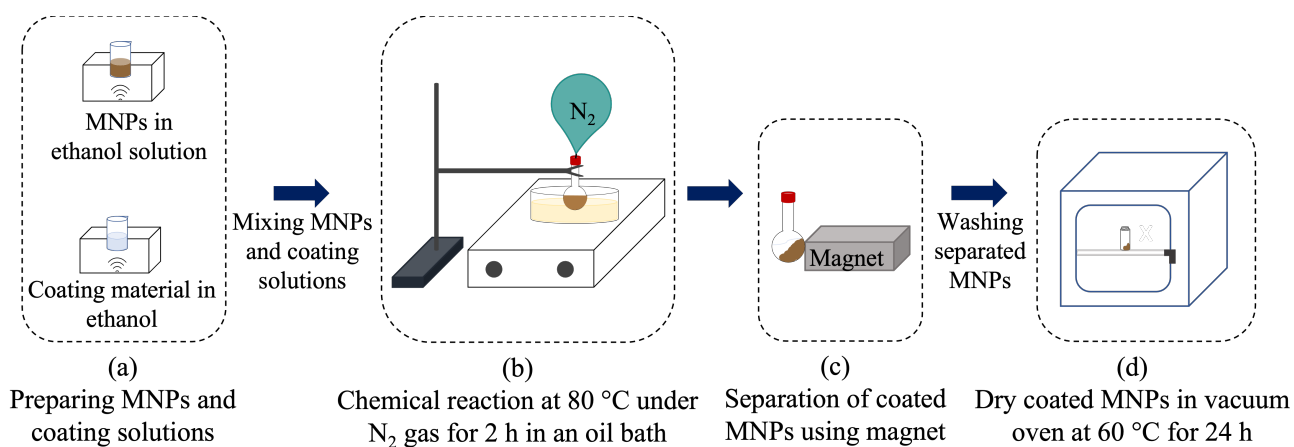 MNPs in
ethanol solution
Coating material in
ethanol
(a)
Preparing MNPs and
coating solutions
Mixing MNPs
and coating
solutions
N2
(b)
Chemical reaction at 80 °C under
N2 gas for 2 h in an oil bath
Magnet
(c)
Separation of coated
MNPs using magnet
Washing
separated
MNPs
X
(d)
Dry coated MNPs in vacuum
oven at 60 °C for 24 h